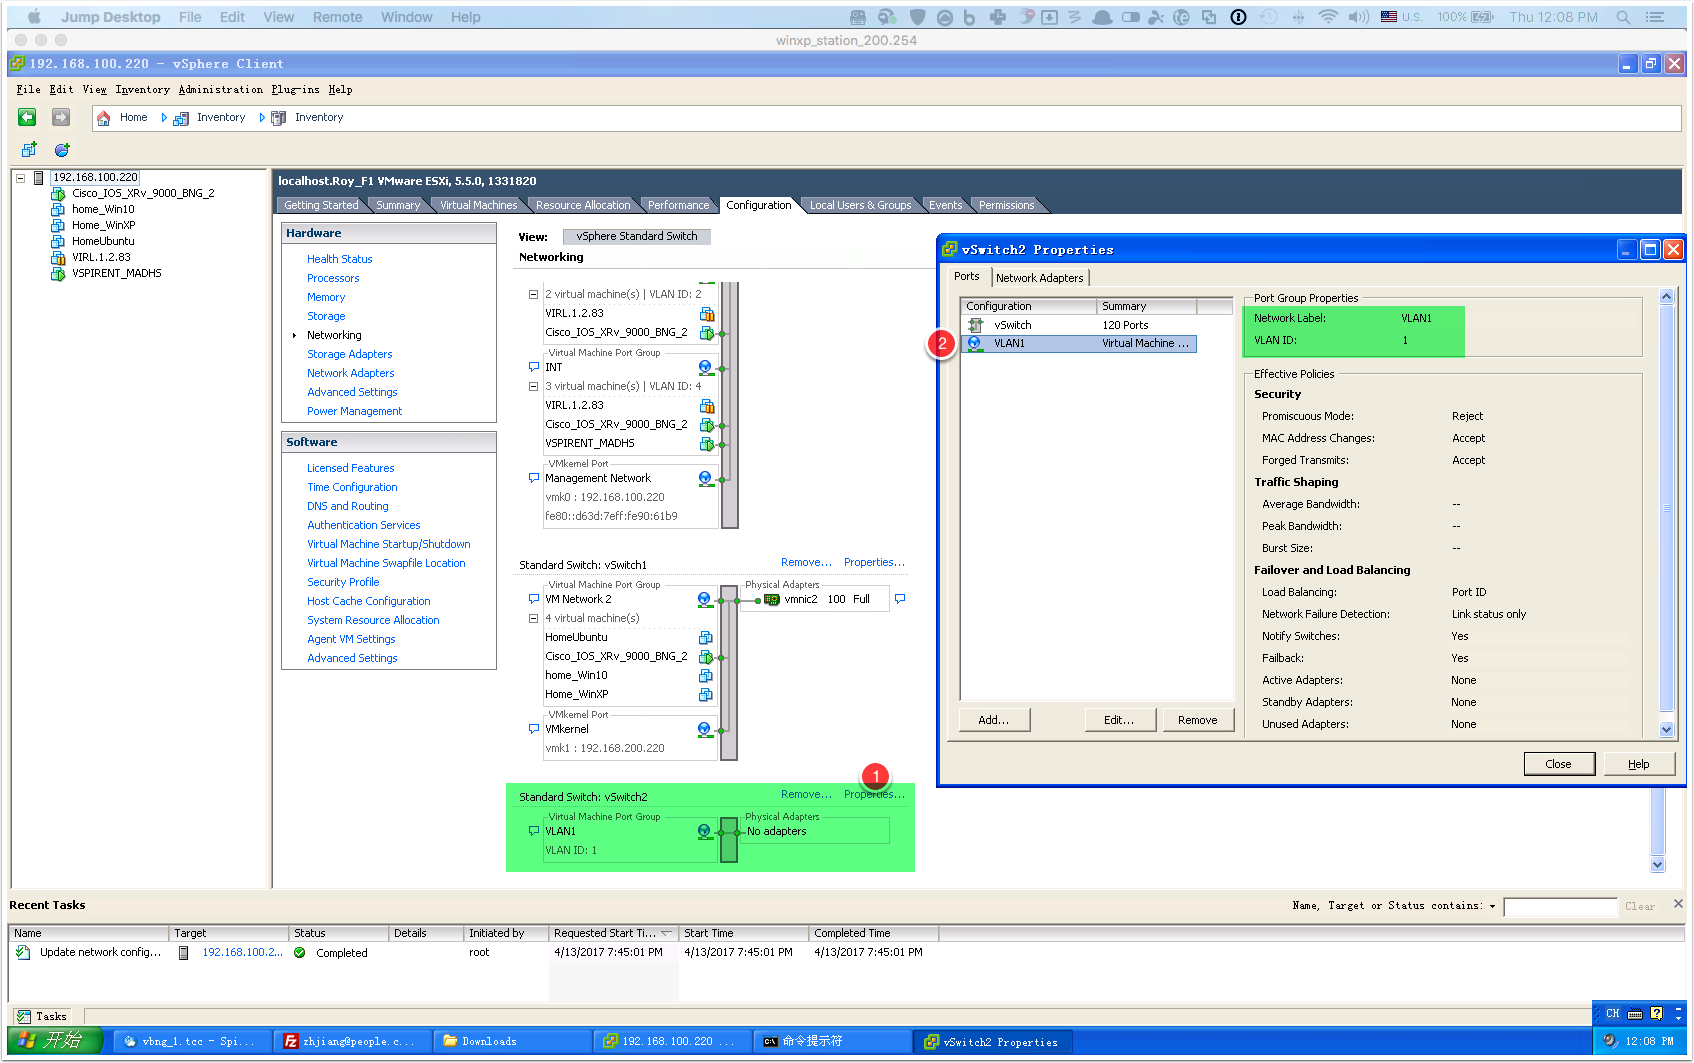 Jump Desktop File Edit View Remote Window Help U.S. 100% Thu 12:08 PM
winxp_station_200.254
192.168.100.220 - vSphere Client
File Edit View Inventory Administration Plug-ins Help
Home Inventory Inventory
192.168.100.220
Cisco_IOS_XRv_9000_BNG_2
home_Win10
Home_WinXP
HomeUbuntu
VIRL.1.2.83
VSPIRENT_MADHS
localhost.Roy_F1 VMware ESXi, 5.5.0, 1331820
Getting Started Summary Virtual Machines Resource Allocation Performance Configuration Local Users & Groups Events Permissions
Hardware
Health Status
Processors
Memory
Storage
Networking
Storage Adapters
Network Adapters
Advanced Settings
Power Management
Software
Licensed Features
Time Configuration
DNS and Routing
Authentication Services
Virtual Machine Startup/Shutdown
Virtual Machine Swapfile Location
Security Profile
Host Cache Configuration
System Resource Allocation
Agent VM Settings
Advanced Settings
View: vSphere Standard Switch
Networking
2 virtual machine(s) | VLAN ID: 2
VIRL.1.2.83
Cisco_IOS_XRv_9000_BNG_2
Virtual Machine Port Group
INT
3 virtual machine(s) | VLAN ID: 4
VIRL.1.2.83
Cisco_IOS_XRv_9000_BNG_2
VSPIRENT_MADHS
VMkernel Port
Management Network
vmk0 : 192.168.100.220
fe80::d63d:7eff:fe90:61b9
Standard Switch: vSwitch1 Remove... Properties...
Virtual Machine Port Group Physical Adapters
VM Network 2 vmnic2 100 Full
4 virtual machine(s)
HomeUbuntu
Cisco_IOS_XRv_9000_BNG_2
home_Win10
Home_WinXP
VMkernel Port
VMkernel
vmk1 : 192.168.200.220
1
Standard Switch: vSwitch2 Remove... Properties...
Virtual Machine Port Group Physical Adapters
VLAN1 No adapters
VLAN ID: 1
vSwitch2 Properties
Ports Network Adapters
Configuration Summary
vSwitch 120 Ports
2 VLAN1 Virtual Machine ...
Add... Edit... Remove
Port Group Properties
Network Label: VLAN1
VLAN ID: 1
Effective Policies
Security
Promiscuous Mode: Reject
MAC Address Changes: Accept
Forged Transmits: Accept
Traffic Shaping
Average Bandwidth: --
Peak Bandwidth: --
Burst Size: --
Failover and Load Balancing
Load Balancing: Port ID
Network Failure Detection: Link status only
Notify Switches: Yes
Failback: Yes
Active Adapters: None
Standby Adapters: None
Unused Adapters: None
Close Help
Recent Tasks Name, Target or Status contains: Clear
Name Target Status Details Initiated by Requested Start Ti... Start Time Completed Time
Update network config... 192.168.100.2... Completed root 4/13/2017 7:45:01 PM 4/13/2017 7:45:01 PM 4/13/2017 7:45:01 PM
Tasks
CH
开始 vbng_1.tcc - Spi... zhjiang@people.c... Downloads 192.168.100.220 ... 命令提示符 vSwitch2 Properties 12:08 PM